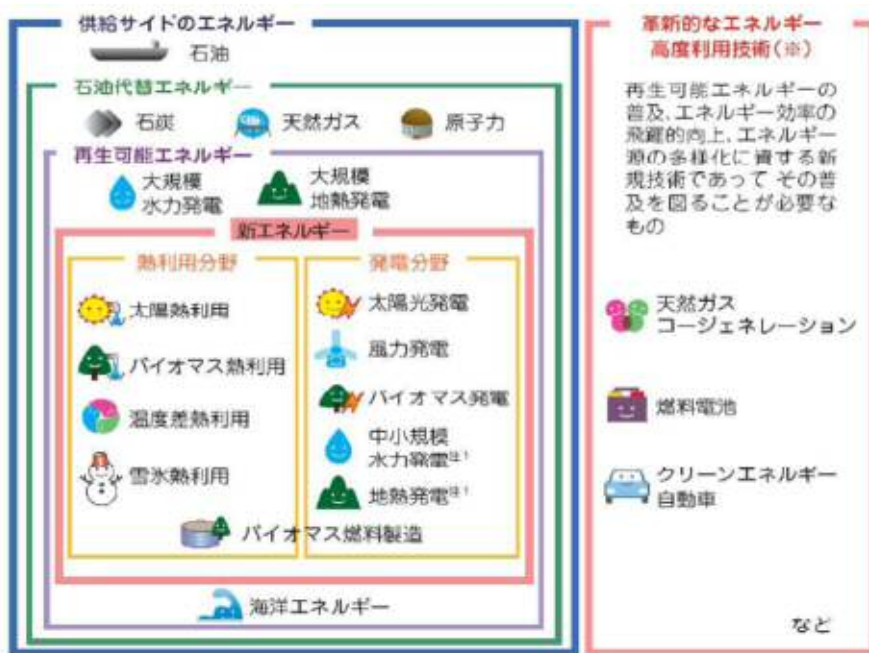 供給サイドのエネルギー
石油
石油代替エネルギー
石炭
天然ガス
原子力
再生可能エネルギー
大規模
水力発電
大規模
地熱発電
新エネルギー
熱利用分野
太陽熱利用
バイオマス熱利用
温度差熱利用
雪氷熱利用
発電分野
太陽光発電
風力発電
バイオマス発電
中小規模
水力発電注1
地熱発電注1
バイオマス燃料製造
海洋エネルギー
革新的なエネルギー
高度利用技術(※)
再生可能エネルギーの
普及、エネルギー効率の
飛躍的向上、エネルギー
源の多様化に資する新
規技術であって その普
及を図ることが必要な
もの
天然ガス
コージェネレーション
燃料電池
クリーンエネルギー
自動車
など